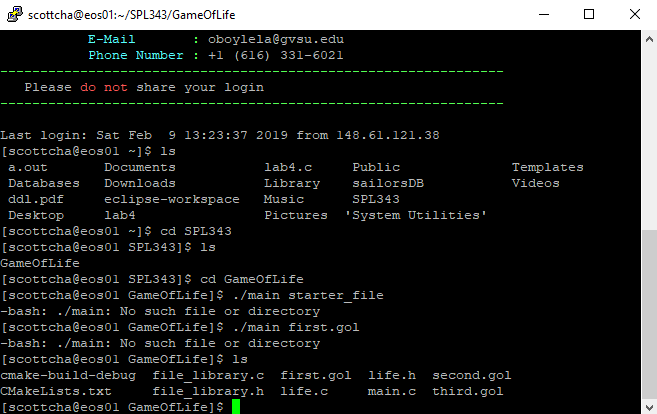 scottcha@eos01:~/SPL343/GameOfLife
E-Mail : oboylela@gvsu.edu
Phone Number : +1 (616) 331-6021
---------------------------------------------------------------
Please do not share your login
---------------------------------------------------------------
Last login: Sat Feb  9 13:23:37 2019 from 148.61.121.38
[scottcha@eos01 ~]$ ls
a.out Documents lab4.c Public Templates
Databases Downloads Library sailorsDB Videos
ddl.pdf eclipse-workspace Music SPL343
Desktop lab4 Pictures 'System Utilities'
[scottcha@eos01 ~]$ cd SPL343
[scottcha@eos01 SPL343]$ ls
GameOfLife
[scottcha@eos01 SPL343]$ cd GameOfLife
[scottcha@eos01 GameOfLife]$ ./main starter_file
-bash: ./main: No such file or directory
[scottcha@eos01 GameOfLife]$ ./main first.gol
-bash: ./main: No such file or directory
[scottcha@eos01 GameOfLife]$ ls
cmake-build-debug file_library.c first.gol life.h second.gol
CMakeLists.txt file_library.h life.c main.c third.gol
[scottcha@eos01 GameOfLife]$